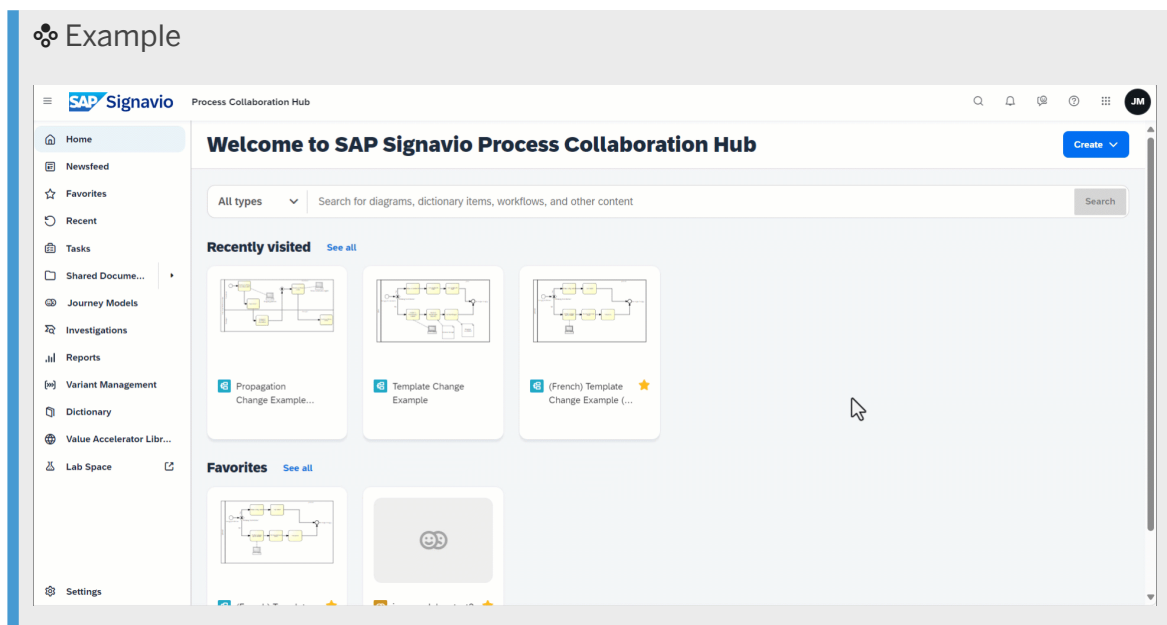 Example
SAP Signavio Process Collaboration Hub
JM
Home
Newsfeed
Favorites
Recent
Tasks
Shared Docume...
Journey Models
Investigations
Reports
Variant Management
Dictionary
Value Accelerator Libr...
Lab Space
Settings
Welcome to SAP Signavio Process Collaboration Hub
Create
All types
Search for diagrams, dictionary items, workflows, and other content
Search
Recently visited See all
Propagation
Change Example...
Template Change
Example
(French) Template
Change Example (...
Favorites See all